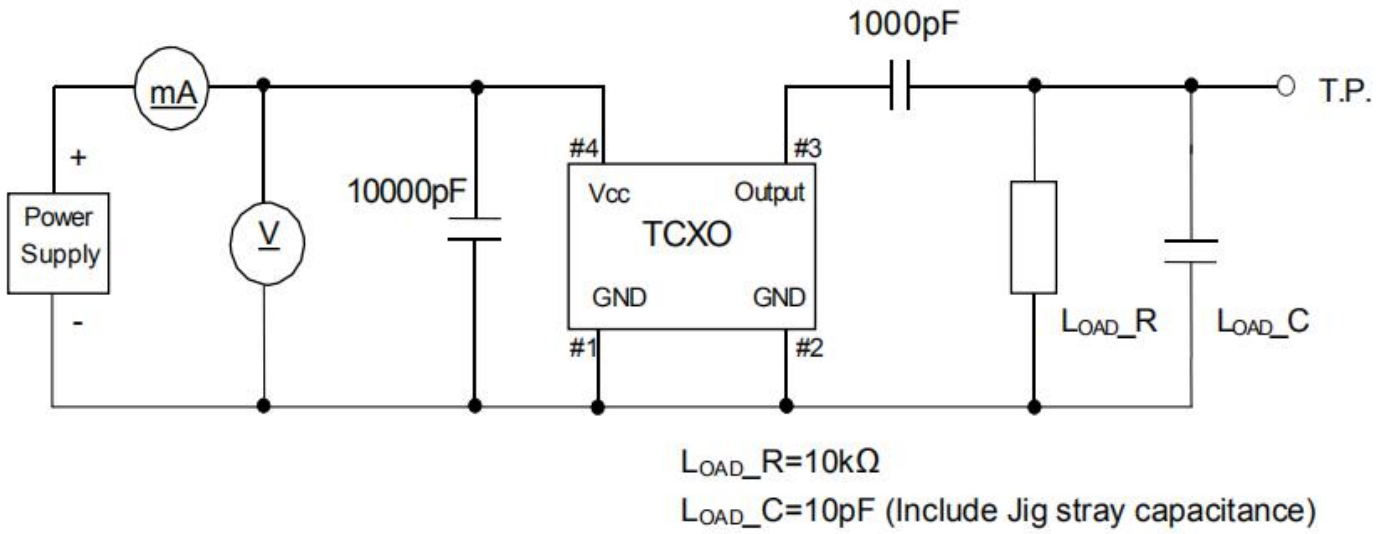 1000pF
mA
T.P.
+
#4
#3
10000pF
Vcc
Output
Power
Supply
V
TCXO
GND
GND
-
LOAD_R
LOAD_C
#1
#2
LOAD_R=10kΩ
LOAD_C=10pF (Include Jig stray capacitance)